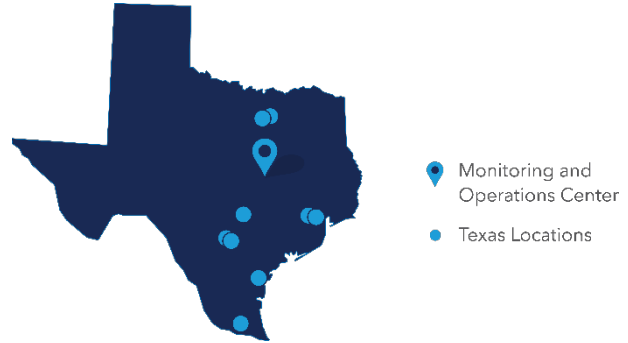 Monitoring and
Operations Center
Texas Locations